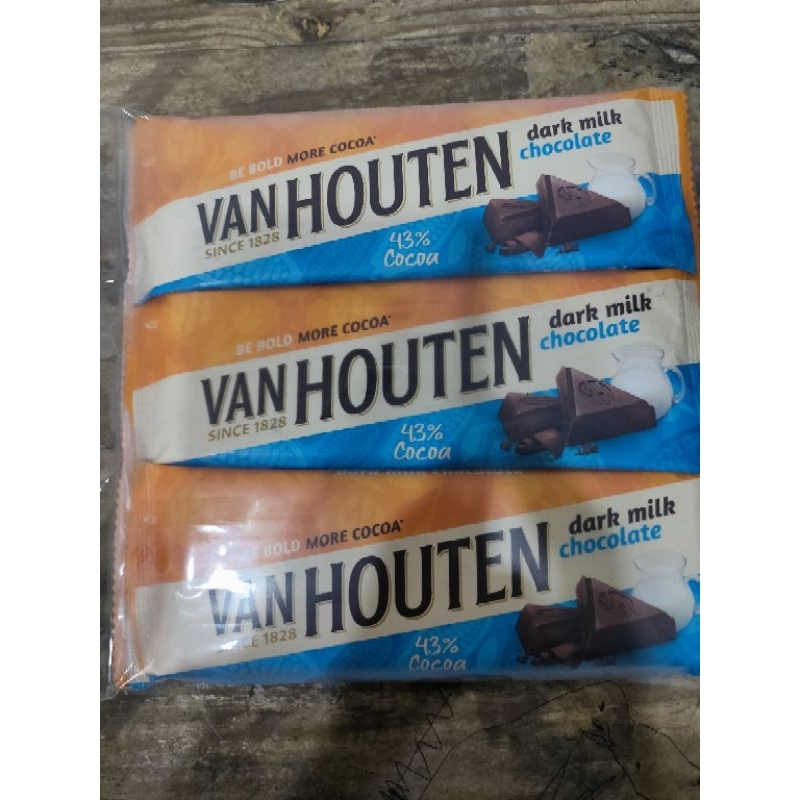 BE BOLD MORE COCOA*
VAN HOUTEN
SINCE 1828
dark milk
chocolate
43%
Cocoa
BE BOLD MORE COCOA*
VAN HOUTEN
SINCE 1828
dark milk
chocolate
43%
Cocoa
BE BOLD MORE COCOA*
VAN HOUTEN
SINCE 1828
dark milk
chocolate
43%
Cocoa